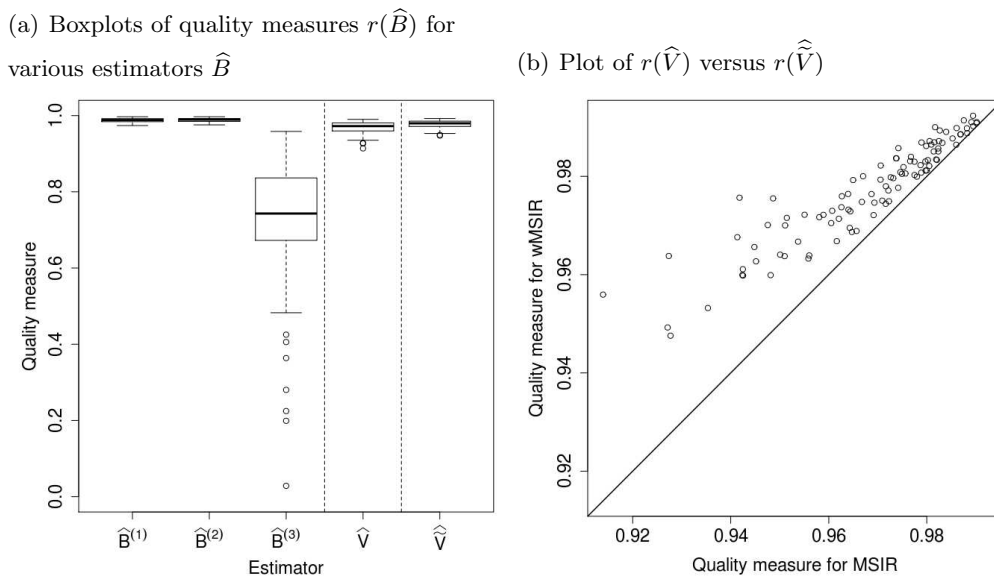 (a) Boxplots of quality measures r(B̂) for
various estimators B̂
(b) Plot of r(V̂) versus r(Ṽ̂)
Quality measure
1.0
0.8
0.6
0.4
0.2
0.0
B̂⁽¹⁾ B̂⁽²⁾ B̂⁽³⁾ V̂ Ṽ̂
Estimator
Quality measure for wMSIR
0.98
0.96
0.94
0.92
0.92 0.94 0.96 0.98
Quality measure for MSIR